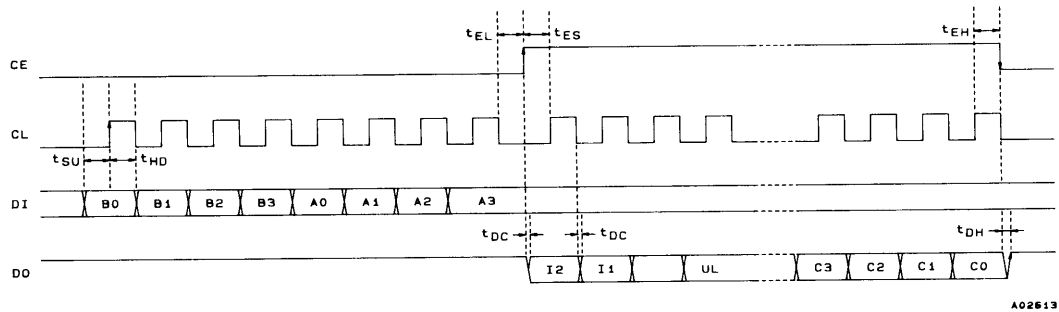 tEL tES tEH
CE
CL
tSU tHD
DI B0 B1 B2 B3 A0 A1 A2 A3
tDC tDC tDH
DO I2 I1 UL C3 C2 C1 C0
A02613